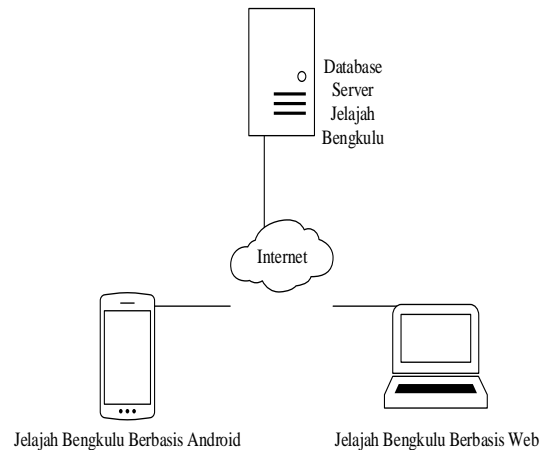 Database
Server
Jelajah
Bengkulu
Internet
Jelajah Bengkulu Berbasis Android
Jelajah Bengkulu Berbasis Web